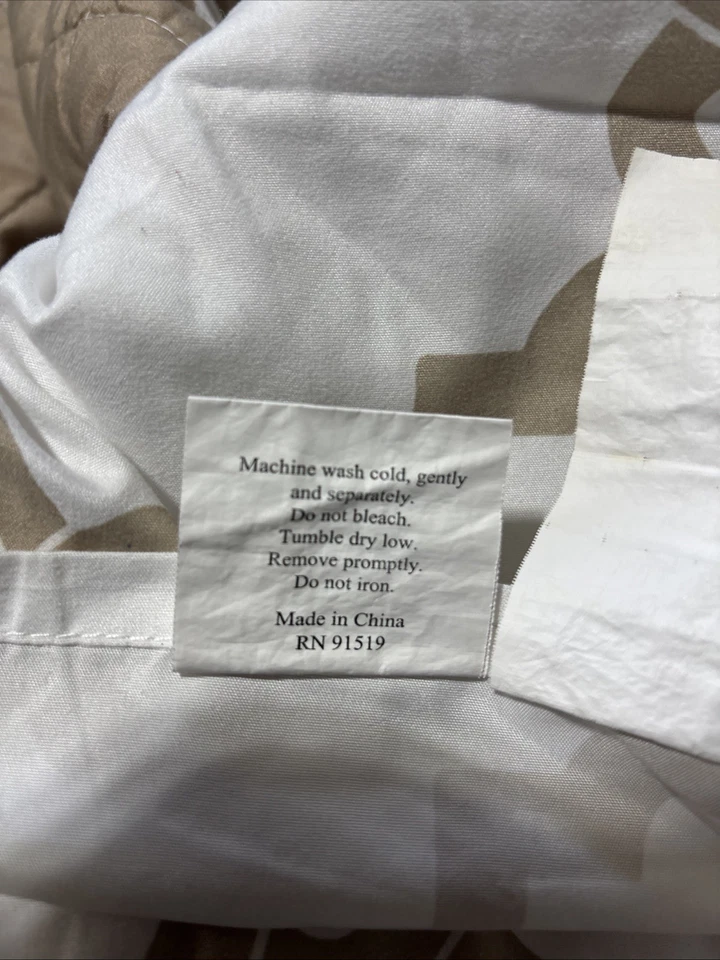 Machine wash cold, gently
and separately.
Do not bleach.
Tumble dry low.
Remove promptly.
Do not iron.
Made in China
RN 91519